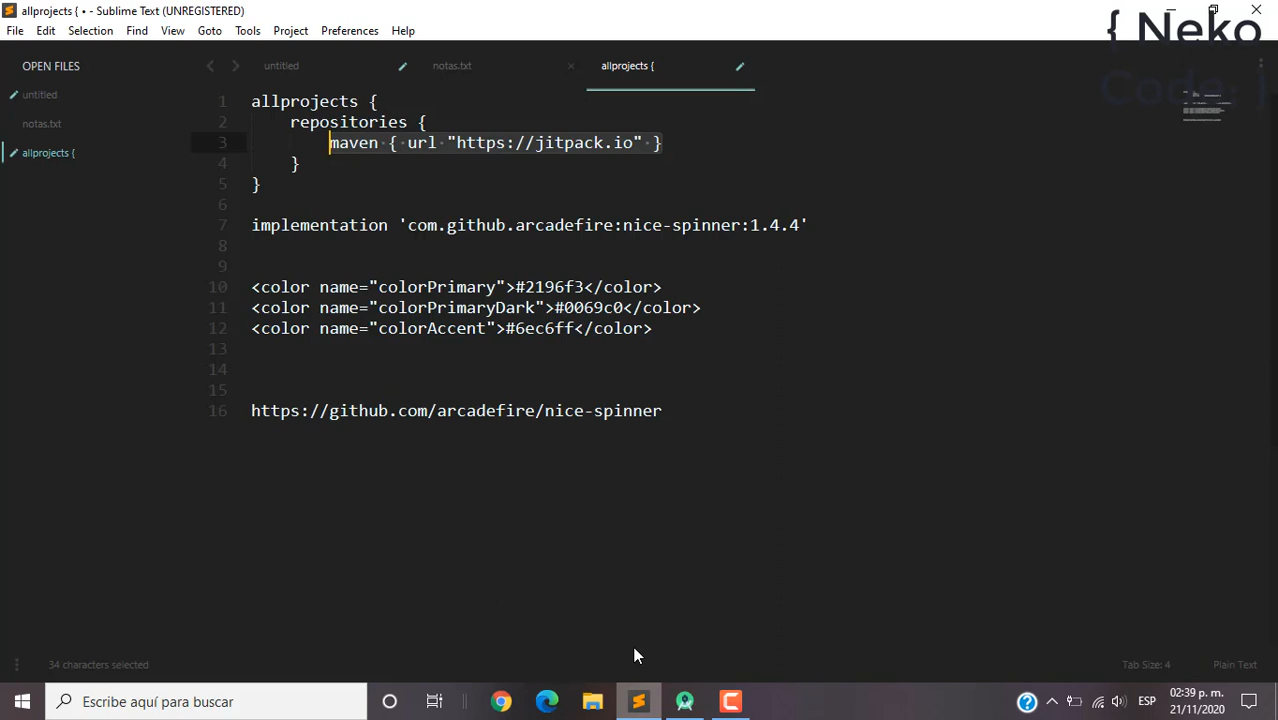 allprojects { • - Sublime Text (UNREGISTERED)
File Edit Selection Find View Goto Tools Project Preferences Help
{ Neko
Code; }
OPEN FILES
untitled
notas.txt
allprojects {
untitled notas.txt allprojects {
1 allprojects {
2 repositories {
3 maven { url "https://jitpack.io" }
4 }
5 }
6
7 implementation 'com.github.arcadefire:nice-spinner:1.4.4'
8
9
10 <color name="colorPrimary">#2196f3</color>
11 <color name="colorPrimaryDark">#0069c0</color>
12 <color name="colorAccent">#6ec6ff</color>
13
14
15
16 https://github.com/arcadefire/nice-spinner
34 characters selected Tab Size: 4 Plain Text
Escribe aquí para buscar
ESP
02:39 p. m.
21/11/2020